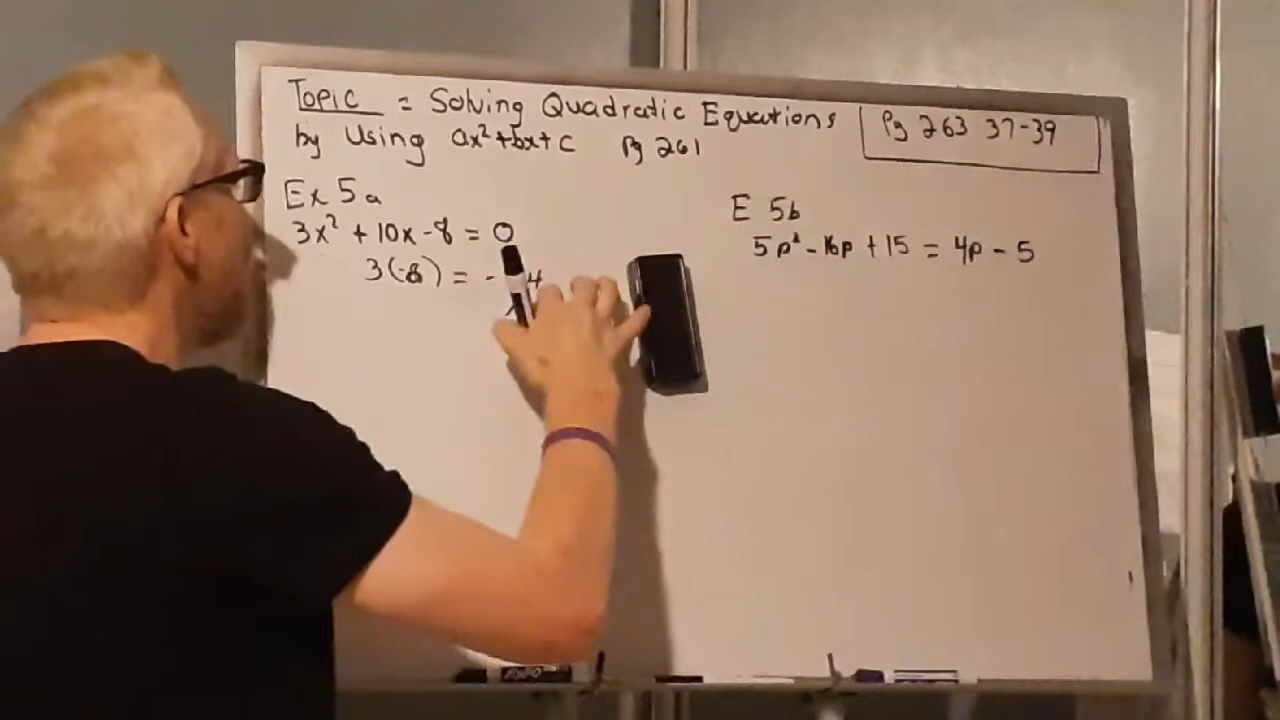 Topic = Solving Quadratic Equations
by Using ax²+bx+c Pg 261
Pg 263 37-39
Ex 5a
3x² + 10x - 8 = 0
3(-8) = -
E 5b
5p² - 16p + 15 = 4p - 5
EXPO